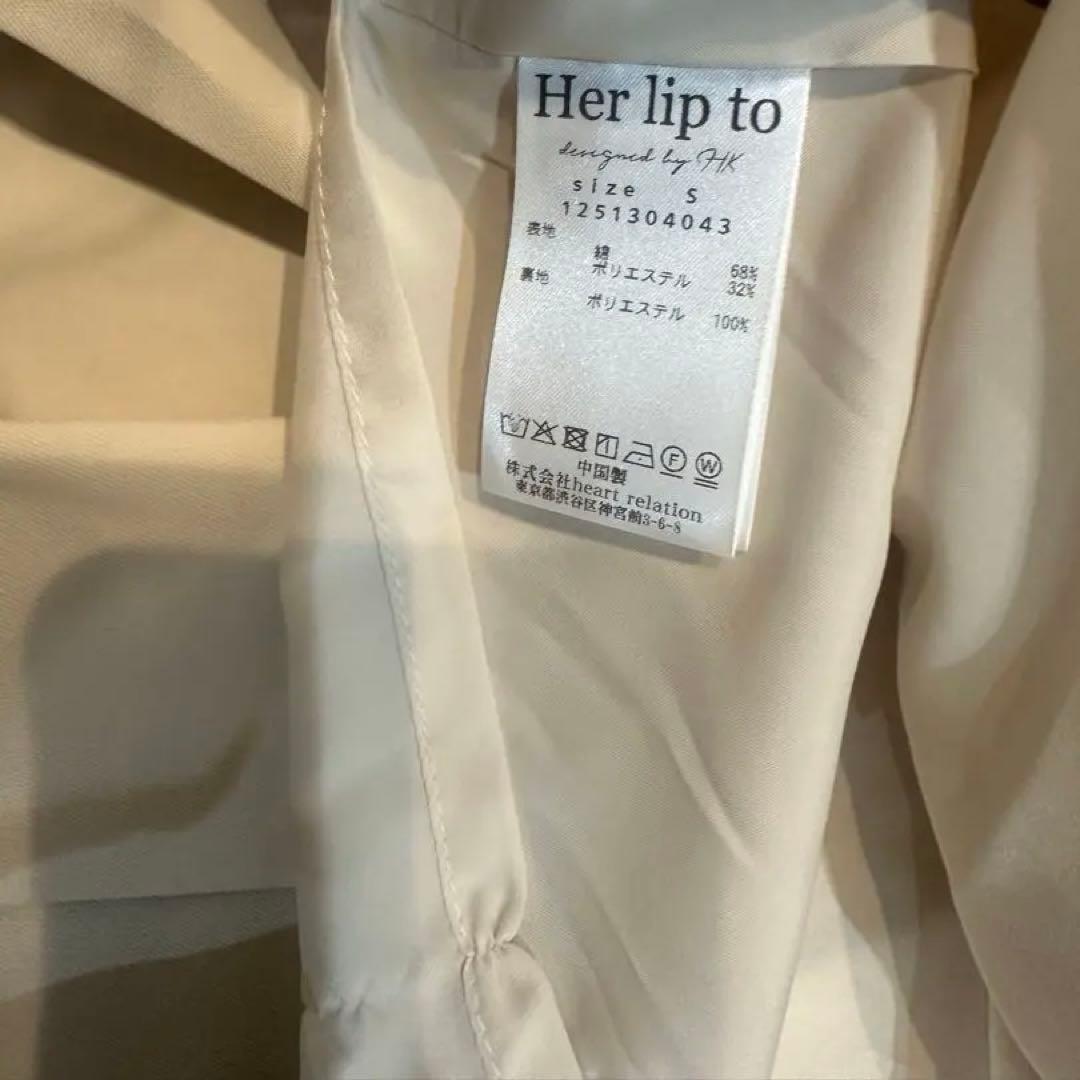 Her lip to
designed by HK
size S
1251304043
表地
綿 68%
ポリエステル 32%
裏地
ポリエステル 100%
F W
中国製
株式会社heart relation
東京都渋谷区神宮前3-6-8